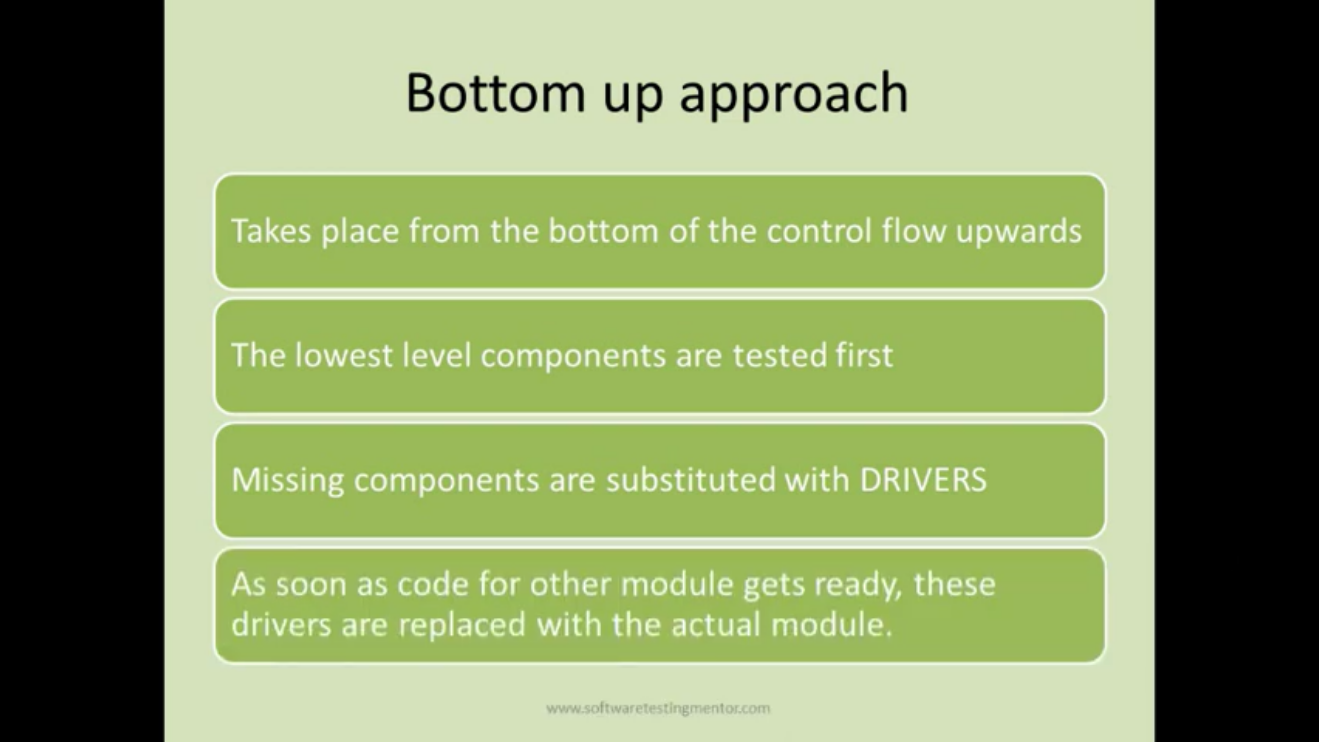 Bottom up approach
Takes place from the bottom of the control flow upwards
The lowest level components are tested first
Missing components are substituted with DRIVERS
As soon as code for other module gets ready, these
drivers are replaced with the actual module.
www.softwaretestingmentor.com